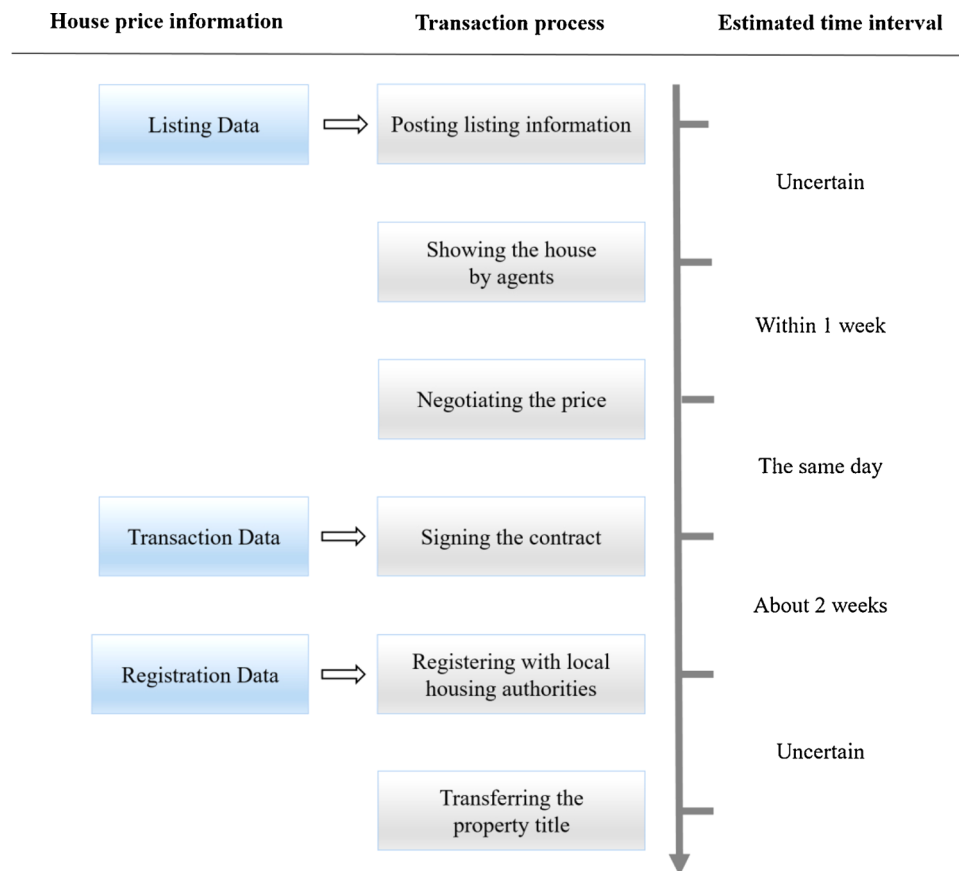 House price information
Transaction process
Estimated time interval
Listing Data
Posting listing information
Uncertain
Showing the house
by agents
Within 1 week
Negotiating the price
The same day
Transaction Data
Signing the contract
About 2 weeks
Registration Data
Registering with local
housing authorities
Uncertain
Transferring the
property title